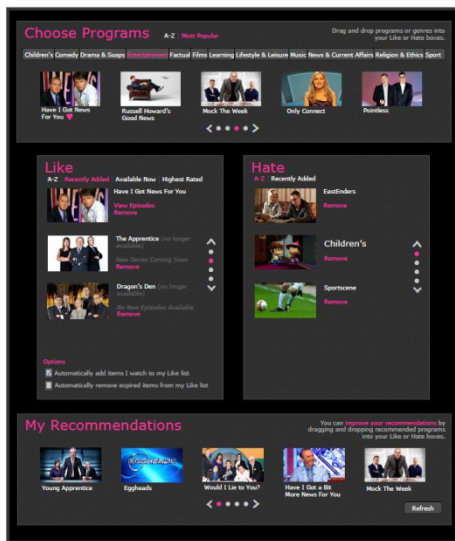 Choose Programs
A-Z | Most Popular
Drag and drop programs or genres into
your Like or Hate boxes.
Children's Comedy Drama & Soaps Entertainment Factual Films Learning Lifestyle & Leisure Music News & Current Affairs Religion & Ethics Sport
Have I Got News
For You
Russell Howard's
Good News
Mock The Week
Only Connect
Pointless
Like
A-Z | Recently Added | Available Now | Highest Rated
Have I Got News For You
View Episodes
Remove
The Apprentice (no longer
available)
New Series Coming Soon
Remove
Dragon's Den (no longer
available)
No New Episodes Available
Remove
Options
Automatically add items I watch to my Like list
Automatically remove expired items from my Like list
Hate
A-Z | Recently Added
EastEnders
Remove
Children's
Remove
Sportscene
Remove
My Recommendations
You can improve your recommendations by
dragging and dropping recommended programs
into your Like or Hate boxes.
Young Apprentice
EGGHEADS
Eggheads
Would I Lie to You?
Have I Got a Bit
More News For You
Mock The Week
Refresh